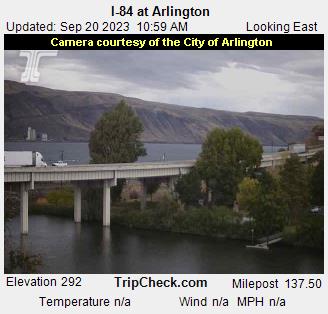 I-84 at Arlington
Updated: Sep 20 2023 10:59 AM Looking East
Camera courtesy of the City of Arlington
Elevation 292 TripCheck.com Milepost 137.50
Temperature n/a Wind n/a MPH n/a